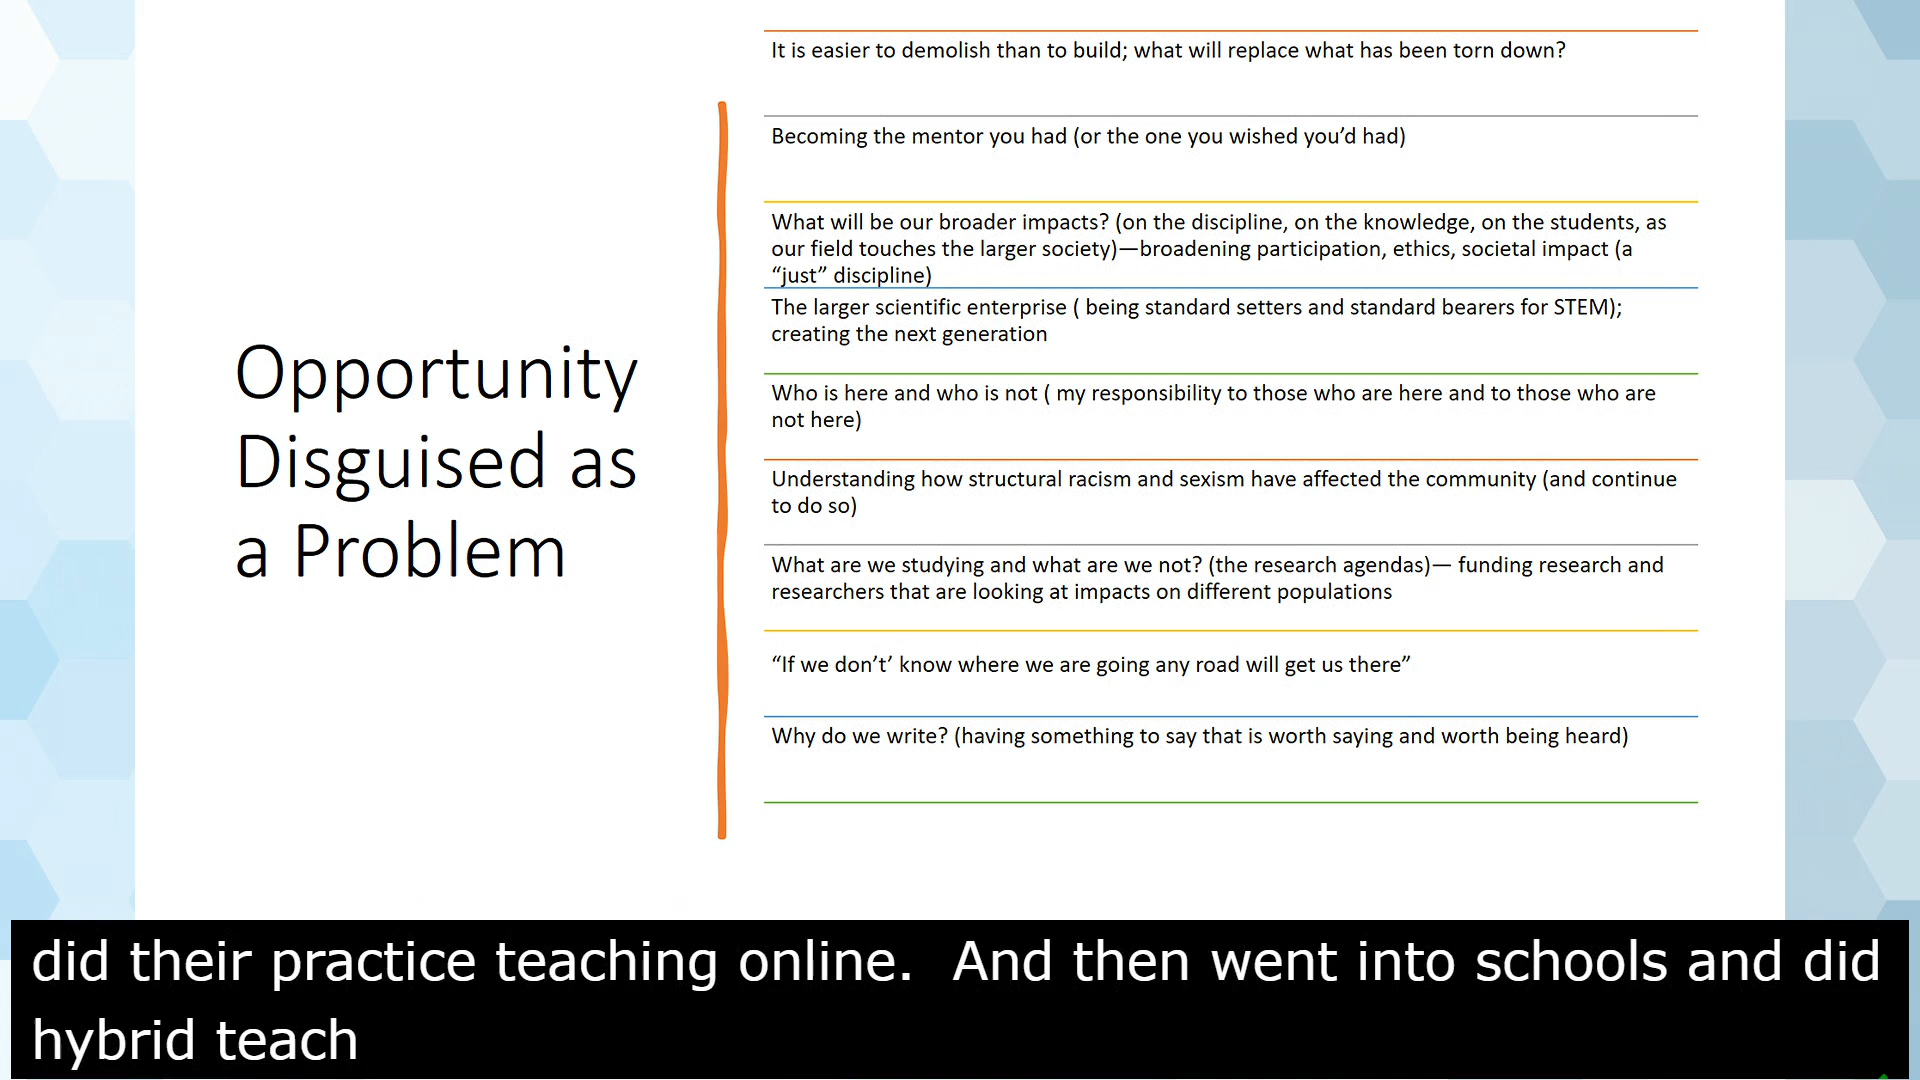 Opportunity
Disguised as
a Problem
It is easier to demolish than to build; what will replace what has been torn down?
Becoming the mentor you had (or the one you wished you’d had)
What will be our broader impacts? (on the discipline, on the knowledge, on the students, as
our field touches the larger society)—broadening participation, ethics, societal impact (a
“just” discipline)
The larger scientific enterprise ( being standard setters and standard bearers for STEM);
creating the next generation
Who is here and who is not ( my responsibility to those who are here and to those who are
not here)
Understanding how structural racism and sexism have affected the community (and continue
to do so)
What are we studying and what are we not? (the research agendas)— funding research and
researchers that are looking at impacts on different populations
“If we don’t’ know where we are going any road will get us there”
Why do we write? (having something to say that is worth saying and worth being heard)
did their practice teaching online.  And then went into schools and did
hybrid teach